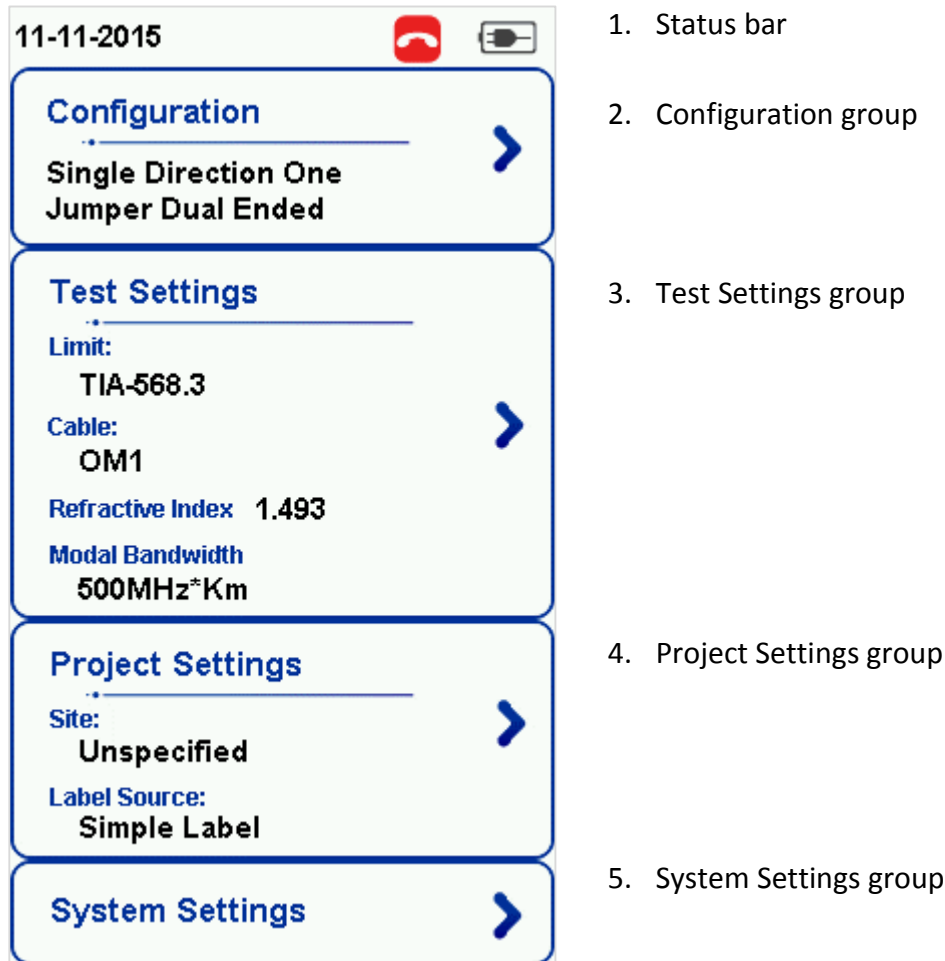 11-11-2015
1. Status bar
Configuration
2. Configuration group
Single Direction One
Jumper Dual Ended
Test Settings
3. Test Settings group
Limit:
TIA-568.3
Cable:
OM1
Refractive Index 1.493
Modal Bandwidth
500MHz*Km
Project Settings
4. Project Settings group
Site:
Unspecified
Label Source:
Simple Label
System Settings
5. System Settings group